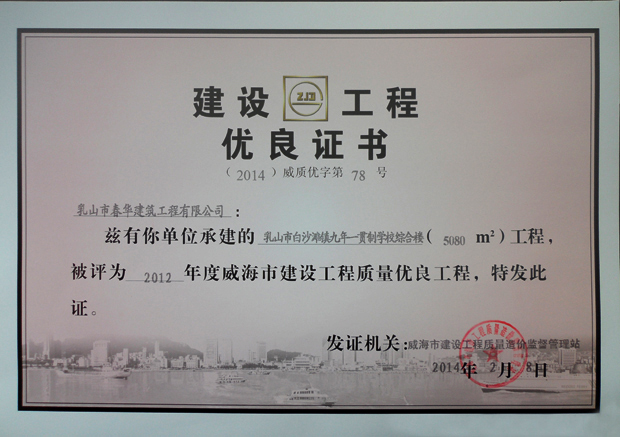 建设 ZJS 工程
优良证书
（2014）威质优字第 78 号
乳山市春华建筑工程有限公司：
兹有你单位承建的 乳山市白沙滩镇九年一贯制学校综合楼（ 5080 m²）工程，
被评为 2012 年度威海市建设工程质量优良工程，特发此
证。
发证机关：威海市建设工程质量造价监督管理站
2014年 2月 8日